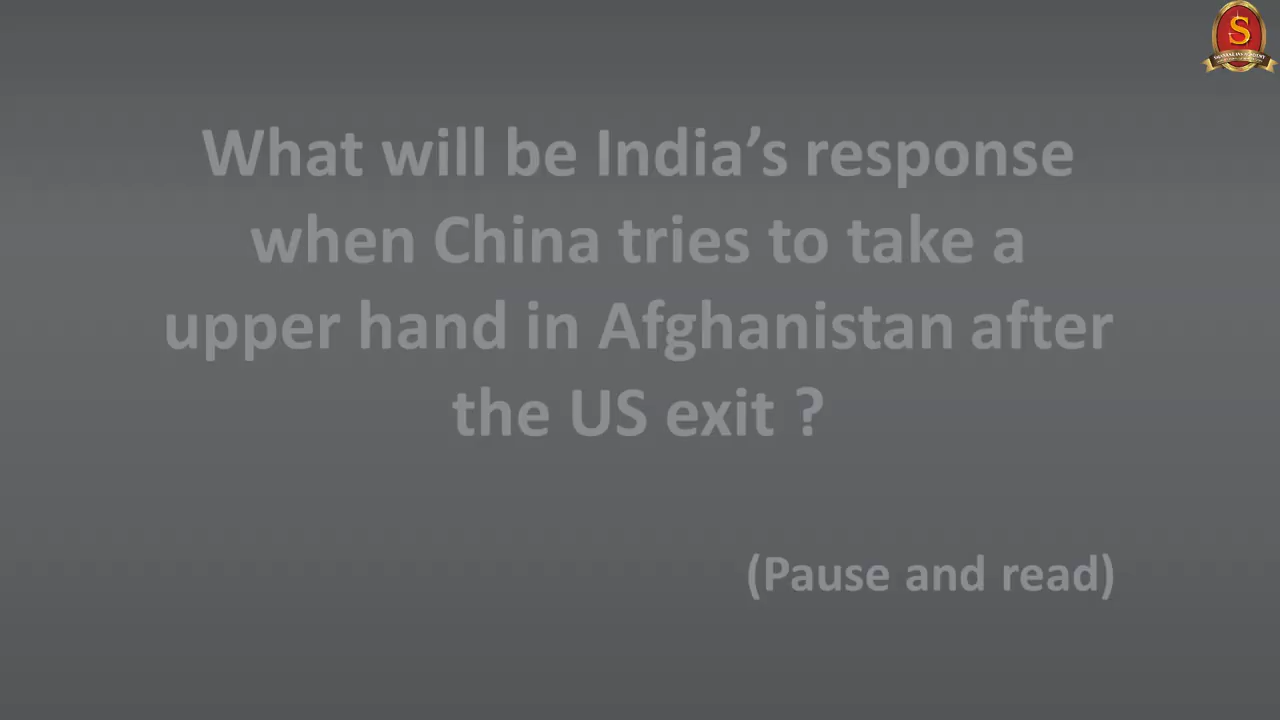 What will be India’s response
when China tries to take a
upper hand in Afghanistan after
the US exit ?
(Pause and read)
S